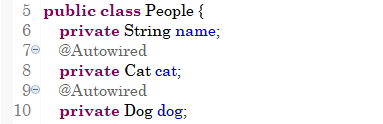 5 public class People {
6 private String name;
7 @Autowired
8 private Cat cat;
9 @Autowired
10 private Dog dog;